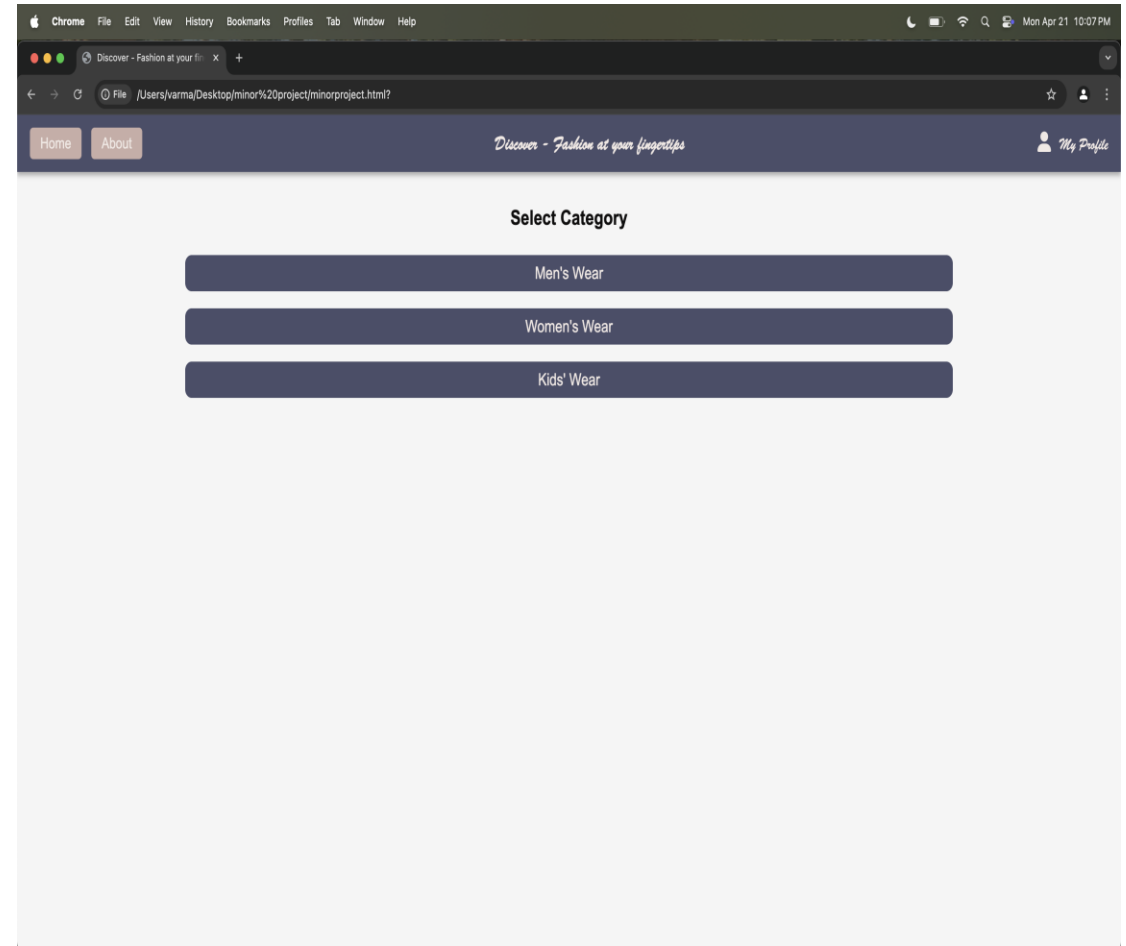 Chrome File Edit View History Bookmarks Profiles Tab Window Help Mon Apr 21 10:07 PM
Discover - Fashion at your fin
File /Users/varma/Desktop/minor%20project/minorproject.html?
Home About Discover - Fashion at your fingertips My Profile
Select Category
Men's Wear
Women's Wear
Kids' Wear